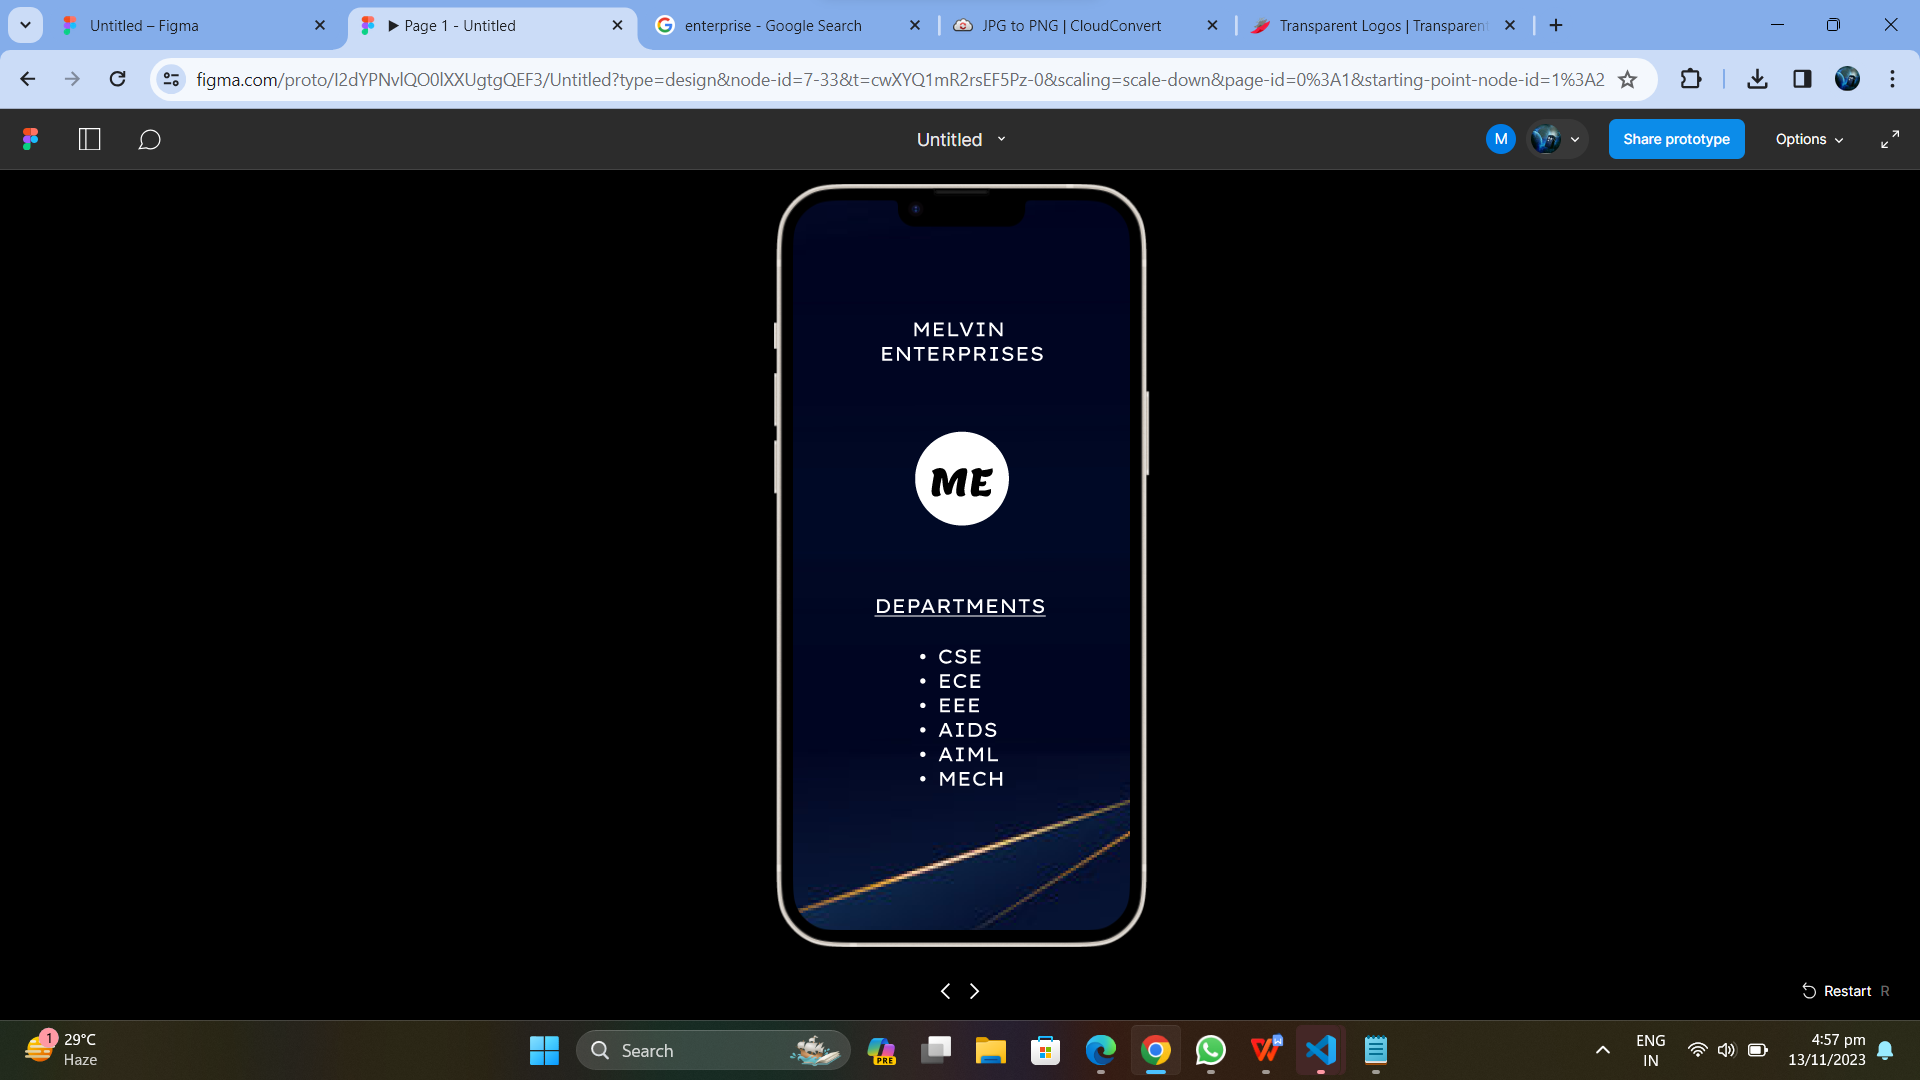 Untitled – Figma
▶ Page 1 - Untitled
enterprise - Google Search
JPG to PNG | CloudConvert
Transparent Logos | Transparent
figma.com/proto/I2dYPNvlQO0lXXUgtgQEF3/Untitled?type=design&node-id=7-33&t=cwXYQ1mR2rsEF5Pz-0&scaling=scale-down&page-id=0%3A1&starting-point-node-id=1%3A2
Untitled
M
Share prototype
Options
MELVIN
ENTERPRISES
ME
DEPARTMENTS
• CSE
• ECE
• EEE
• AIDS
• AIML
• MECH
Restart R
1
29°C
Haze
Search
PRE
ENG
IN
4:57 pm
13/11/2023